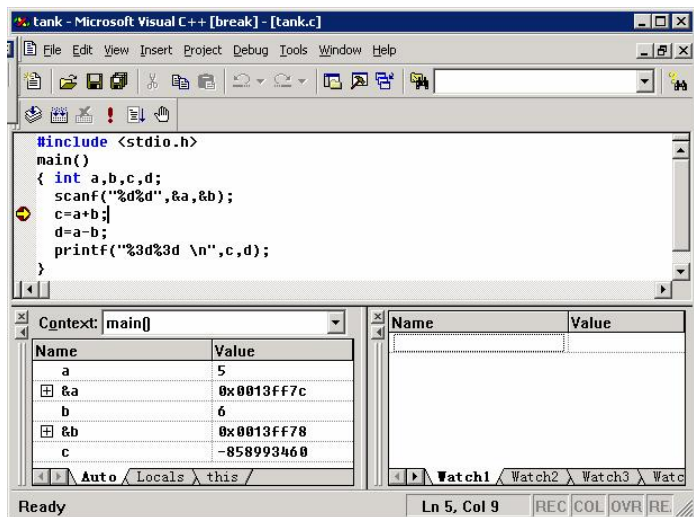 tank - Microsoft Visual C++ [break] - [tank.c]
File Edit View Insert Project Debug Tools Window Help
#include <stdio.h>
main()
{ int a,b,c,d;
scanf("%d%d",&a,&b);
c=a+b;
d=a-b;
printf("%3d%3d \n",c,d);
}
Context: main()
Name Value
a 5
&a 0x0013ff7c
b 6
&b 0x0013ff78
c -858993460
Auto Locals this
Name Value
Watch1 Watch2 Watch3 Watc
Ready Ln 5, Col 9 REC COL OVR RE